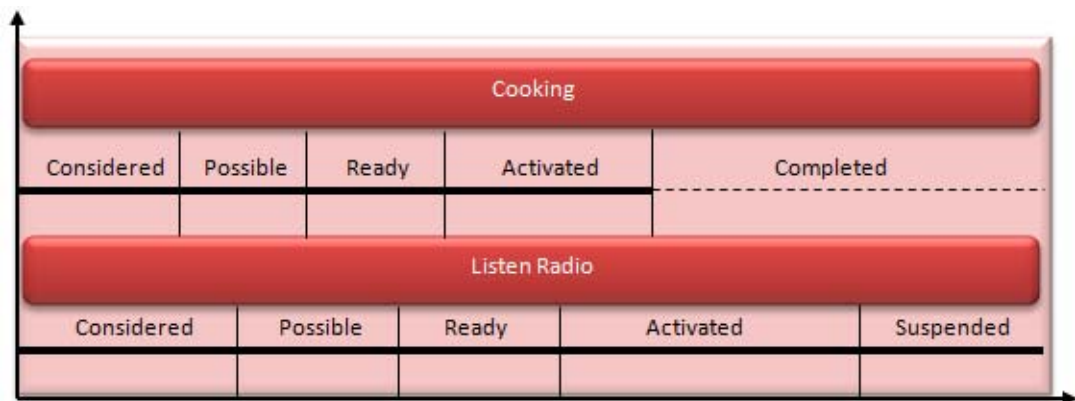 Cooking
Considered Possible Ready Activated Completed
Listen Radio
Considered Possible Ready Activated Suspended